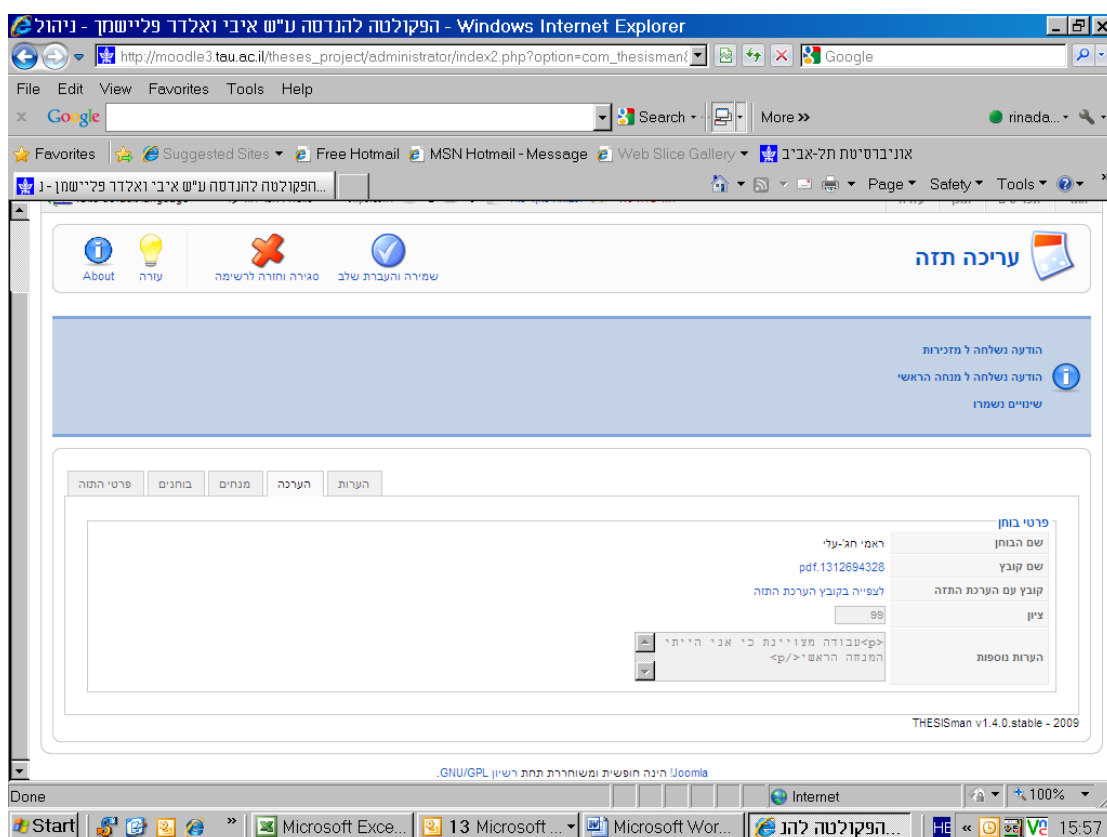 הפקולטה להנדסה ע"ש איבי ואלדר פליישמן - ניהול - Windows Internet Explorer
http://moodle3.tau.ac.il/theses_project/administrator/index2.php?option=com_thesisman&
Google
File Edit View Favorites Tools Help
x Google Search More >> rinada...
Favorites Suggested Sites Free Hotmail MSN Hotmail - Message Web Slice Gallery אוניברסיטת תל-אביב
הפקולטה להנדסה ע"ש איבי ואלדר פליישמן - נ... Page Safety Tools »
עריכה תזה
שמירה והעברת שלב סגירה וחזרה לרשימה עזרה About
הודעה נשלחה ל מזכירות
הודעה נשלחה ל מנחה הראשי
שינויים נשמרו
פרטי התזה בוחנים מנחים הערכה הערות
פרטי בוחן
שם הבוחן ראמי חג'-עלי
שם קובץ pdf.1312694328
קובץ עם הערכת התזה לצפייה בקובץ הערכת התזה
ציון 99
הערות נוספות <p>עבודה מצויינת כי אני הייתי
המנחה הראשי</p>
THESISman v1.4.0.stable - 2009
Joomla! הינה חופשית ומשוחררת תחת רשיון GNU/GPL.
Done Internet 100%
Start » Microsoft Exce... 13 Microsoft ... Microsoft Wor... הפקולטה להנ... HE « 15:57